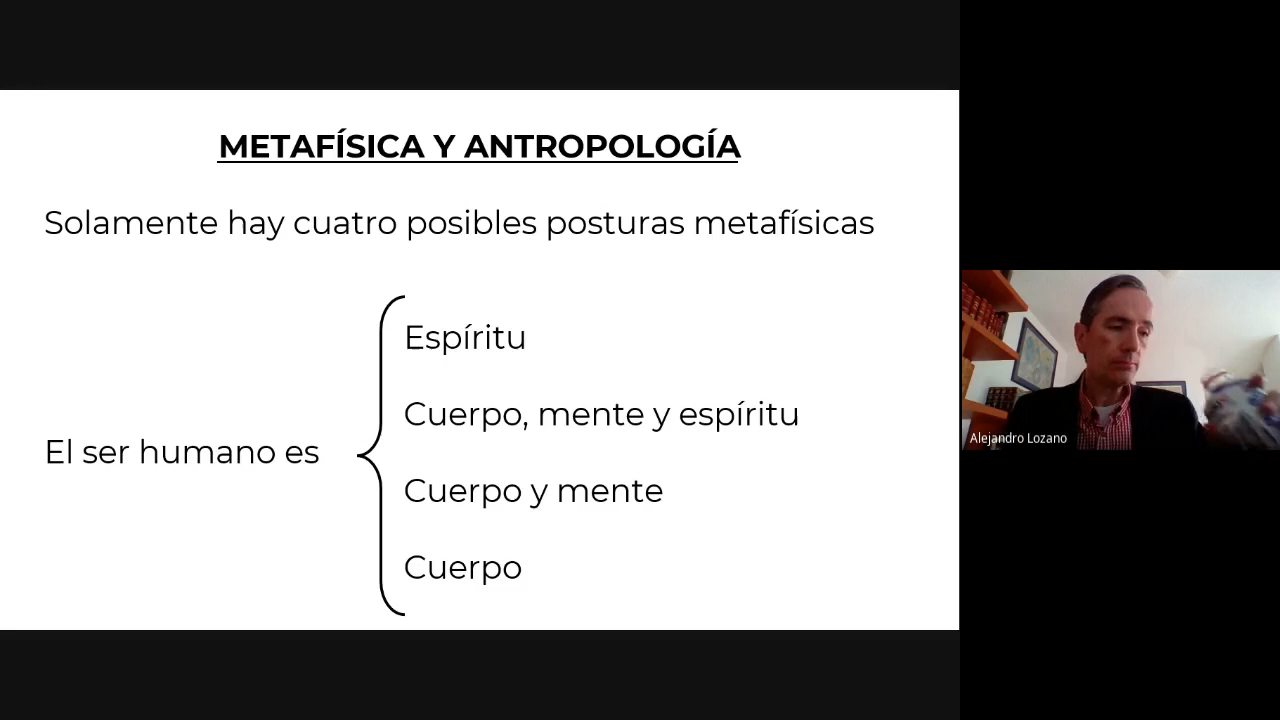 METAFÍSICA Y ANTROPOLOGÍA
Solamente hay cuatro posibles posturas metafísicas
El ser humano es
Espíritu
Cuerpo, mente y espíritu
Cuerpo y mente
Cuerpo
Alejandro Lozano